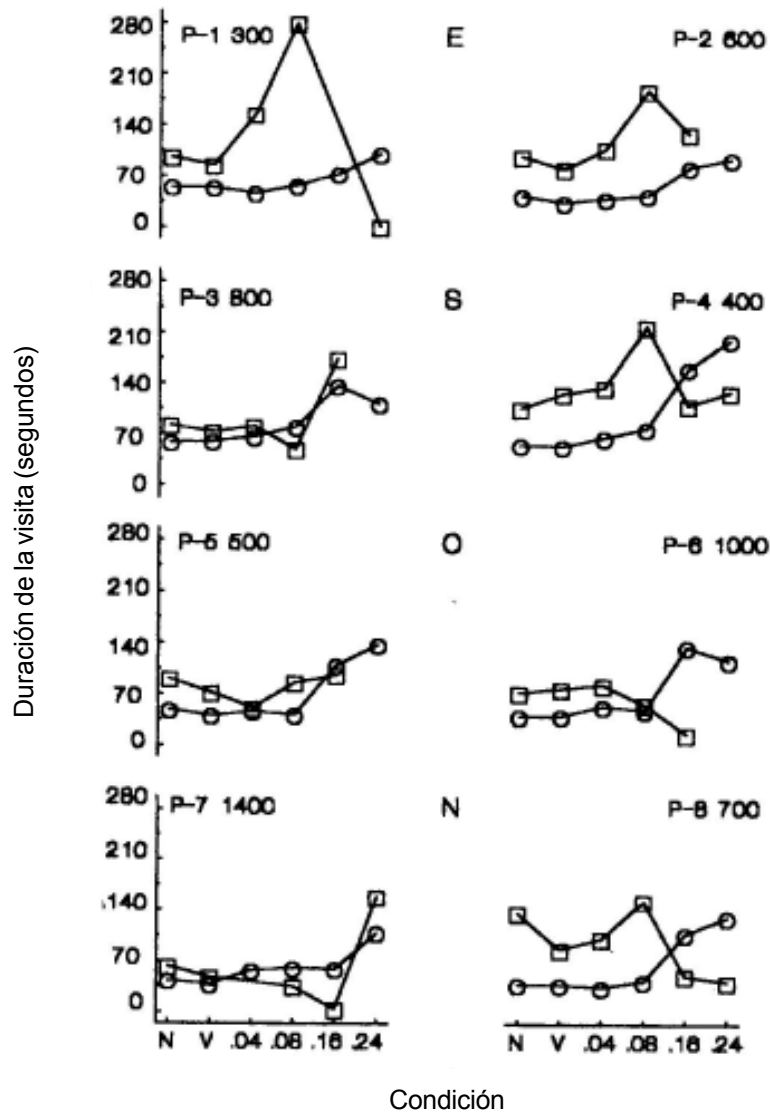 Duración de la visita (segundos)
P-1 300
E
P-2 600
280
210
140
70
0
P-3 800
S
P-4 400
280
210
140
70
0
P-5 500
O
P-6 1000
280
210
140
70
0
P-7 1400
N
P-8 700
280
210
.140
70
0
N V .04 .08 .16 .24
N V .04 .08 .16 .24
Condición